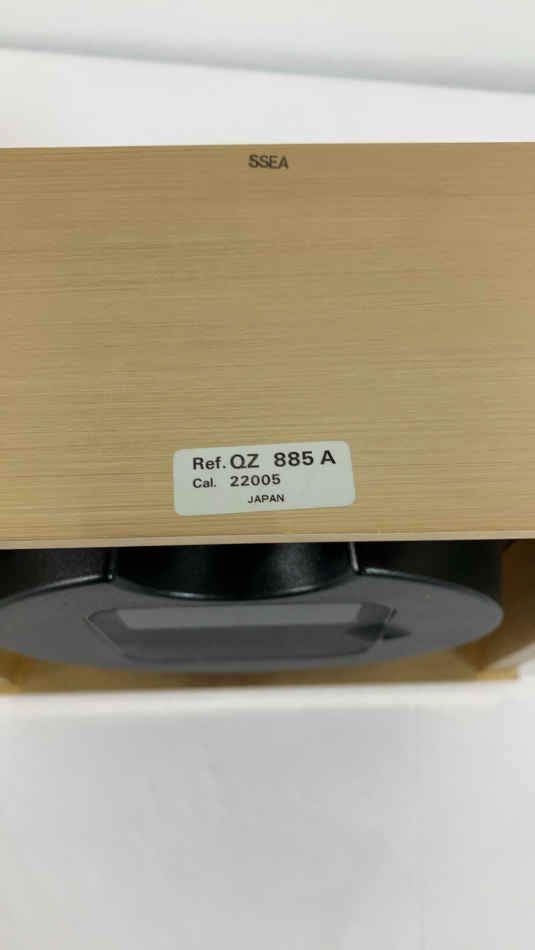 SSEA
Ref. QZ 885 A
Cal. 22005
JAPAN